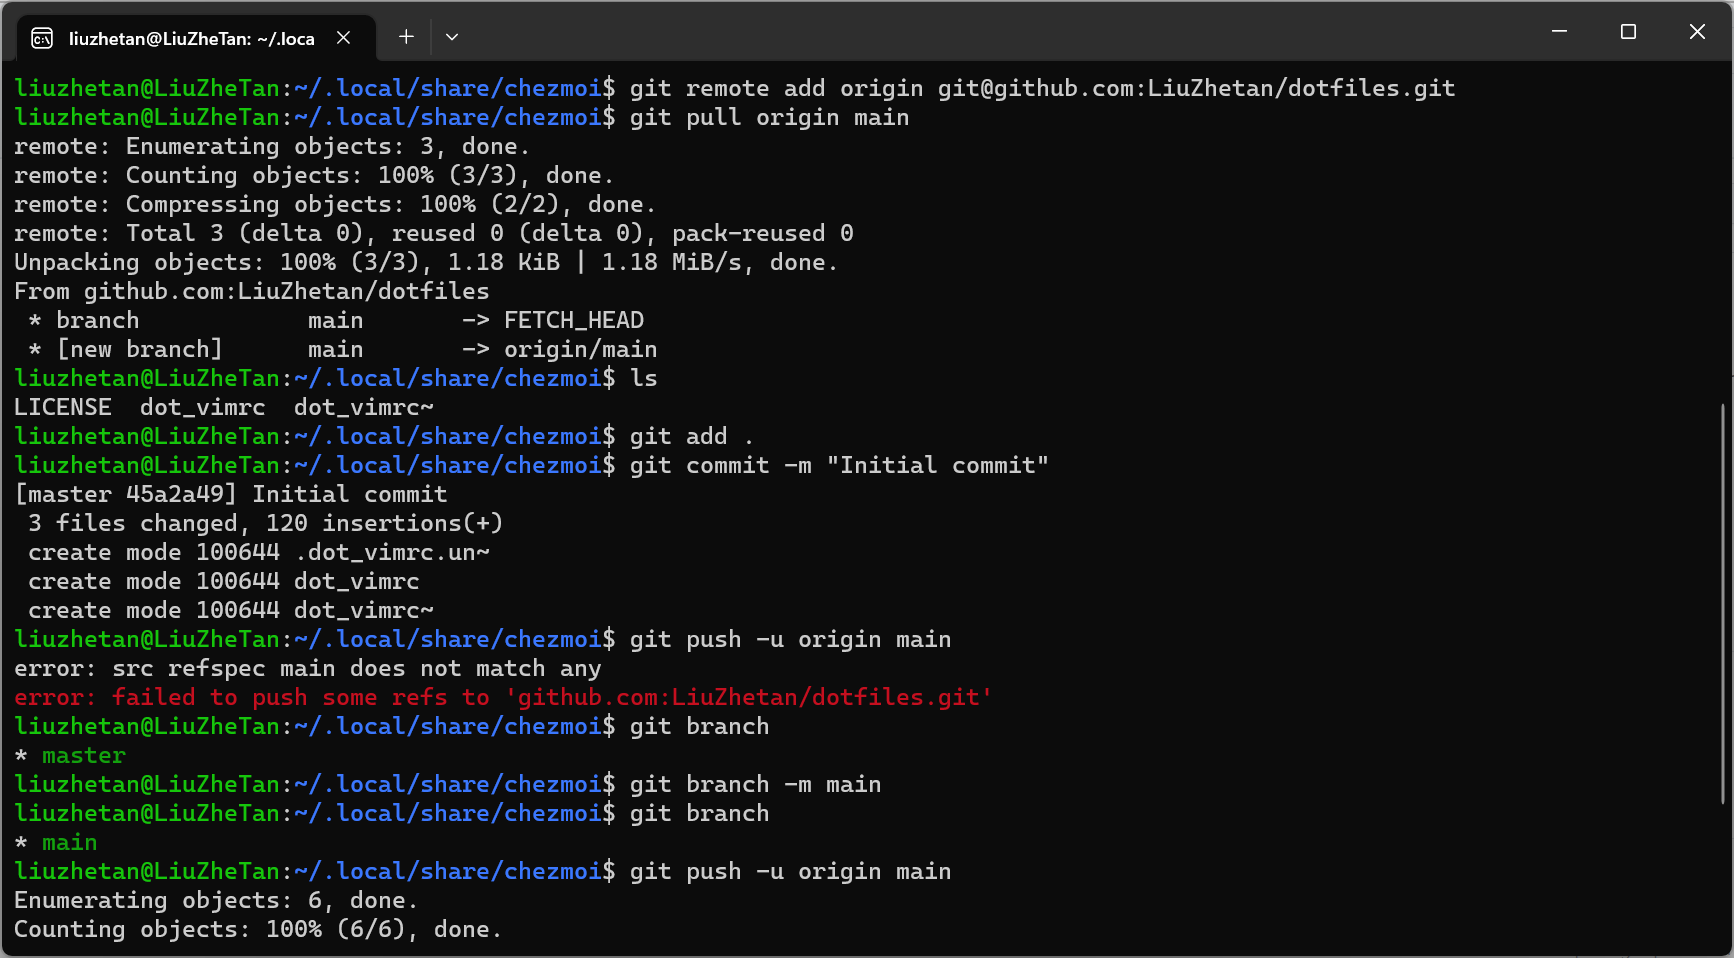 liuzhetan@LiuZheTan: ~/.loca
liuzhetan@LiuZheTan:~/.local/share/chezmoi$ git remote add origin git@github.com:LiuZhetan/dotfiles.git
liuzhetan@LiuZheTan:~/.local/share/chezmoi$ git pull origin main
remote: Enumerating objects: 3, done.
remote: Counting objects: 100% (3/3), done.
remote: Compressing objects: 100% (2/2), done.
remote: Total 3 (delta 0), reused 0 (delta 0), pack-reused 0
Unpacking objects: 100% (3/3), 1.18 KiB | 1.18 MiB/s, done.
From github.com:LiuZhetan/dotfiles
 * branch            main       -> FETCH_HEAD
 * [new branch]      main       -> origin/main
liuzhetan@LiuZheTan:~/.local/share/chezmoi$ ls
LICENSE  dot_vimrc  dot_vimrc~
liuzhetan@LiuZheTan:~/.local/share/chezmoi$ git add .
liuzhetan@LiuZheTan:~/.local/share/chezmoi$ git commit -m "Initial commit"
[master 45a2a49] Initial commit
 3 files changed, 120 insertions(+)
 create mode 100644 .dot_vimrc.un~
 create mode 100644 dot_vimrc
 create mode 100644 dot_vimrc~
liuzhetan@LiuZheTan:~/.local/share/chezmoi$ git push -u origin main
error: src refspec main does not match any
error: failed to push some refs to 'github.com:LiuZhetan/dotfiles.git'
liuzhetan@LiuZheTan:~/.local/share/chezmoi$ git branch
* master
liuzhetan@LiuZheTan:~/.local/share/chezmoi$ git branch -m main
liuzhetan@LiuZheTan:~/.local/share/chezmoi$ git branch
* main
liuzhetan@LiuZheTan:~/.local/share/chezmoi$ git push -u origin main
Enumerating objects: 6, done.
Counting objects: 100% (6/6), done.